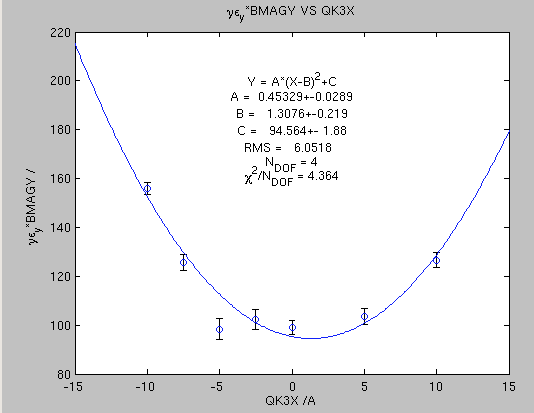 γεy*BMAGY VS QK3X
220
200
180
160
140
120
100
80
γεy*BMAGY /
Y = A*(X-B)2+C
A = 0.45329+-0.0289
B = 1.3076+-0.219
C = 94.564+- 1.88
RMS = 6.0518
NDOF = 4
χ2/NDOF = 4.364
-15 -10 -5 0 5 10 15
QK3X /A